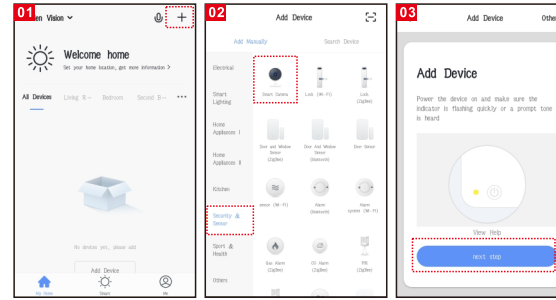 01
en Vision
Welcome home
Set your home location, get more information >
All Devices Living R… Bedroom Second B…
No device yet, please add
Add Device
My Home Smart Me
02
Add Device
Add Manually Search Device
Electrical
Smart
Lighting
Home
Appliances I
Home
Appliances II
Kitchen
Security &
Sensor
Sport &
Health
Others
Smart Camera
Lock (Wi-Fi)
Lock
(ZigBee)
Door and Window
Sensor
(ZigBee)
Door And Window
Sensor
(bluetooth)
Door Sensor
Sensor (Wi-Fi)
Alarm
(bluetooth)
Alarm
system (Wi-Fi)
Gas Alarm
(ZigBee)
CO Alarm
(ZigBee)
PIR
(ZigBee)
03
Add Device Other
Add Device
Power the device on and make sure the
indicator is flashing quickly or a prompt tone
is heard
View Help
next step